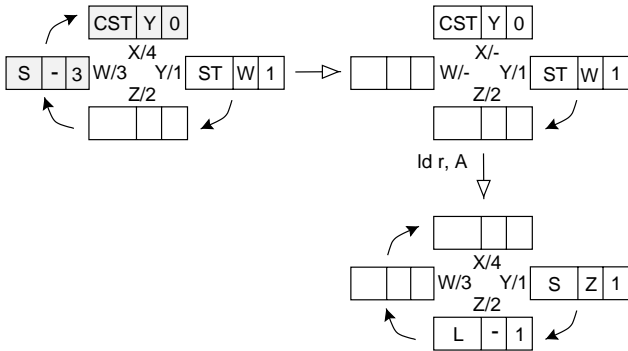 CST Y 0
X/4
S - 3 W/3 Y/1 ST W 1
Z/2
CST Y 0
X/-
W/- Y/1 ST W 1
Z/2
ld r, A
X/4
W/3 Y/1 S Z 1
Z/2
L - 1